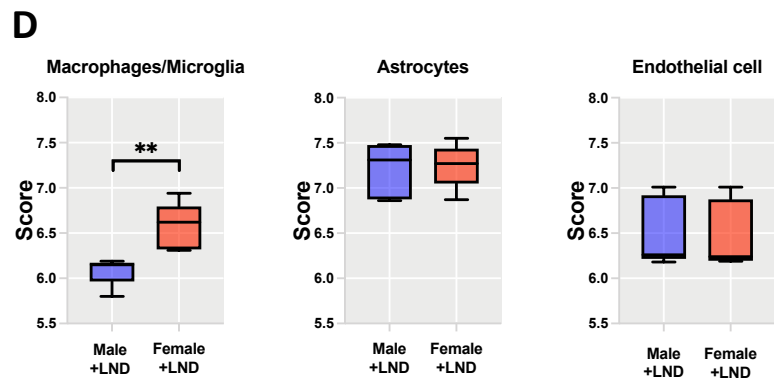 D
Macrophages/Microglia
8.0
7.5
7.0
6.5
6.0
5.5
Score
**
Male
+LND
Female
+LND
Astrocytes
8.0
7.5
7.0
6.5
6.0
5.5
Score
Male
+LND
Female
+LND
Endothelial cell
8.0
7.5
7.0
6.5
6.0
5.5
Score
Male
+LND
Female
+LND